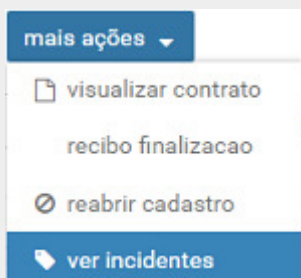 mais ações
visualizar contrato
recibo finalizacao
reabrir cadastro
ver incidentes